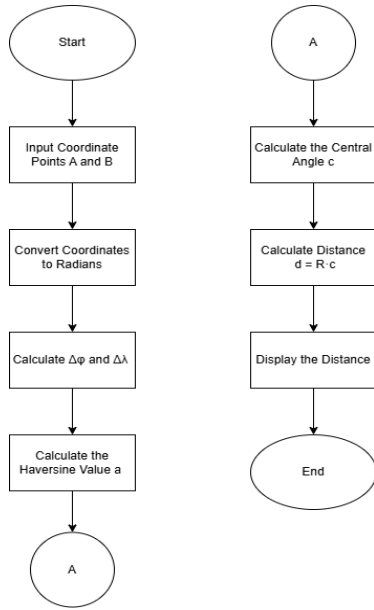 Start
Input Coordinate
Points A and B
Convert Coordinates
to Radians
Calculate Δφ and Δλ
Calculate the
Haversine Value a
A
A
Calculate the Central
Angle c
Calculate Distance
d = R·c
Display the Distance
End